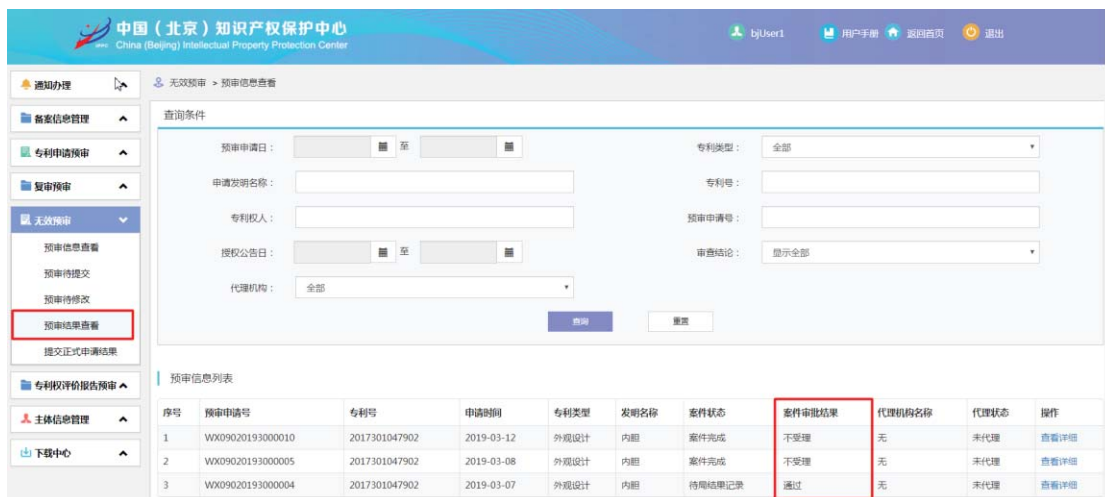 中国（北京）知识产权保护中心
China (Beijing) Intellectual Property Protection Center
bjUser1 用户手册 返回首页 退出
通知办理
备案信息管理
专利申请预审
复审预审
无效预审
预审信息查看
预审待提交
预审待修改
预审结果查看
提交正式申请结果
专利权评价报告预审
主体信息管理
下载中心
无效预审 > 预审信息查看
查询条件
预审申请日： 至 专利类型： 全部
申请发明名称： 专利号：
专利权人： 预审申请号：
授权公告日： 至 审查结论： 显示全部
代理机构： 全部
查询 重置
预审信息列表
序号 预审申请号 专利号 申请时间 专利类型 发明名称 案件状态 案件审批结果 代理机构名称 代理状态 操作
1 WX09020193000010 2017301047902 2019-03-12 外观设计 内胆 案件完成 不受理 无 未代理 查看详细
2 WX09020193000005 2017301047902 2019-03-08 外观设计 内胆 案件完成 不受理 无 未代理 查看详细
3 WX09020193000004 2017301047902 2019-03-07 外观设计 内胆 待局结果记录 通过 无 未代理 查看详细